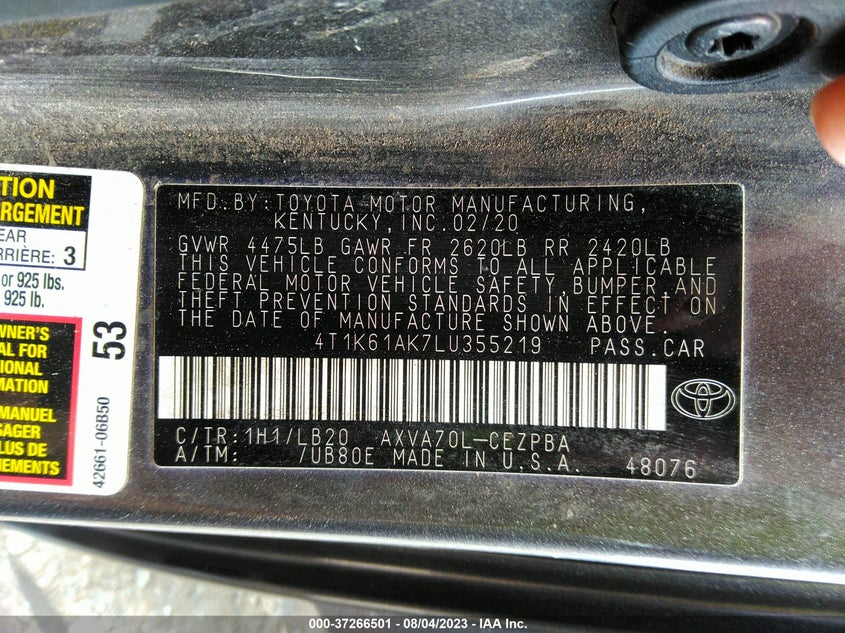 MFD.BY:TOYOTA MOTOR MANUFACTURING,
KENTUCKY,INC.02/20
GVWR 4475LB GAWR FR 2620LB RR 2420LB
THIS VEHICLE CONFORMS TO ALL APPLICABLE
FEDERAL MOTOR VEHICLE SAFETY,BUMPER,AND
THEFT PREVENTION STANDARDS IN EFFECT ON
THE DATE OF MANUFACTURE SHOWN ABOVE.
4T1K61AK7LU355219 PASS.CAR
C/TR:1H1/LB20 AXVA70L-CEZPBA
A/TM: /UB80E MADE IN U.S.A. 48076
TION
RGEMENT
EAR
RRIÈRE: 3
or 925 lbs.
925 lb.
WNER'S
AL FOR
IONAL
MATION
MANUEL
SAGER
PLUS DE
NEMENTS
53
42661-06B50
000-37266501 - 08/04/2023 - IAA Inc.